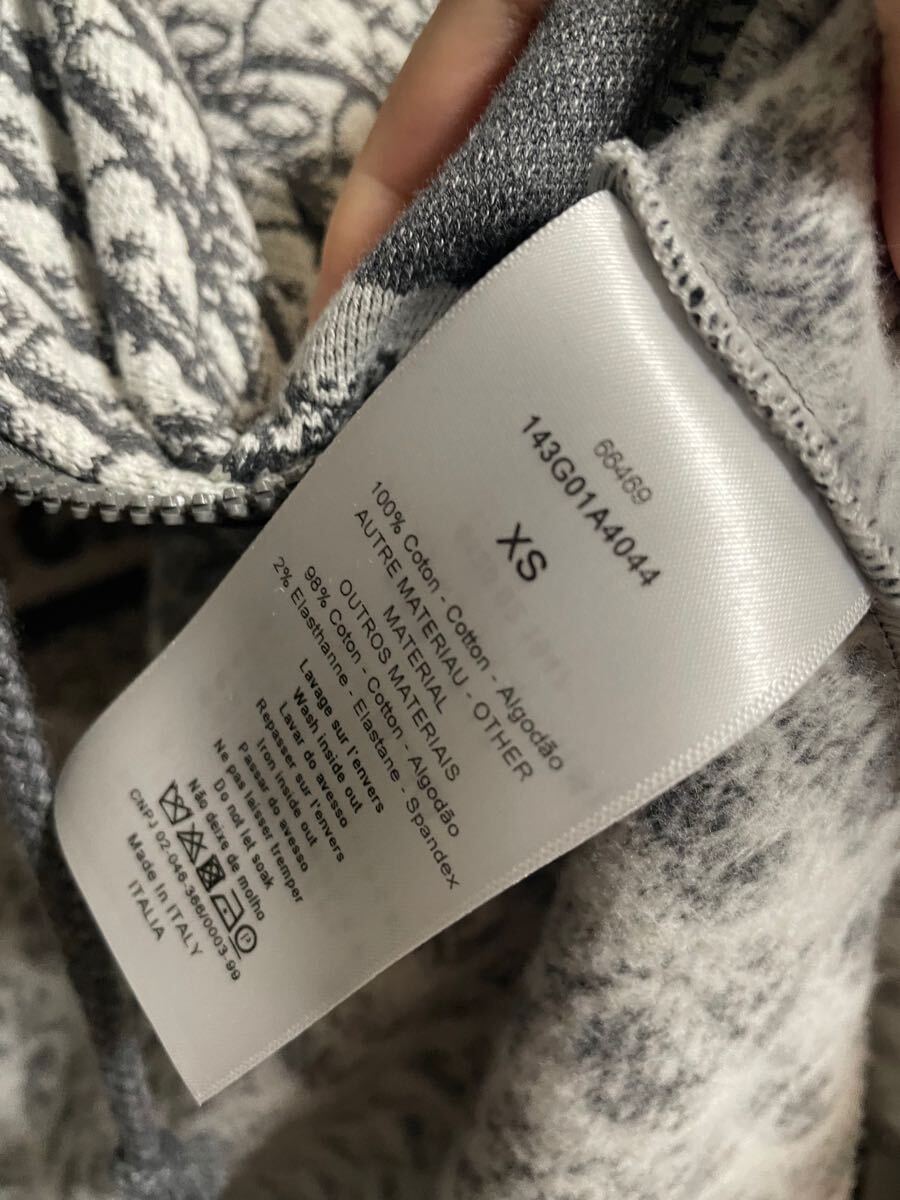 66469
143G01A4044
XS
100% Coton - Cotton - Algodão
AUTRE MATERIAU - OTHER
MATERIAL
OUTROS MATERIAIS
98% Coton - Cotton - Algodão
2% Elasthanne - Elastane - Spandex
Lavage sur l'envers
Wash inside out
Lavar do avesso
Repasser sur l'envers
Iron inside out
Passar do avesso
Ne pas laisser tremper
Do not let soak
Não deixe de molho
P
CNPJ 02-046-366/0003-99
Made In ITALY
ITALIA